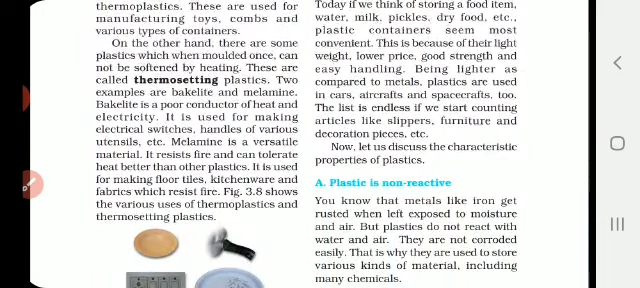 thermoplastics. These are used for
manufacturing toys, combs and
various types of containers.
On the other hand, there are some
plastics which when moulded once, can
not be softened by heating. These are
called thermosetting plastics. Two
examples are bakelite and melamine.
Bakelite is a poor conductor of heat and
electricity. It is used for making
electrical switches, handles of various
utensils, etc. Melamine is a versatile
material. It resists fire and can tolerate
heat better than other plastics. It is used
for making floor tiles, kitchenware and
fabrics which resist fire. Fig. 3.8 shows
the various uses of thermoplastics and
thermosetting plastics.
Today if we think of storing a food item,
water, milk, pickles, dry food, etc.,
plastic containers seem most
convenient. This is because of their light
weight, lower price, good strength and
easy handling. Being lighter as
compared to metals, plastics are used
in cars, aircrafts and spacecrafts, too.
The list is endless if we start counting
articles like slippers, furniture and
decoration pieces, etc.
Now, let us discuss the characteristic
properties of plastics.
A. Plastic is non-reactive
You know that metals like iron get
rusted when left exposed to moisture
and air. But plastics do not react with
water and air. They are not corroded
easily. That is why they are used to store
various kinds of material, including
many chemicals.